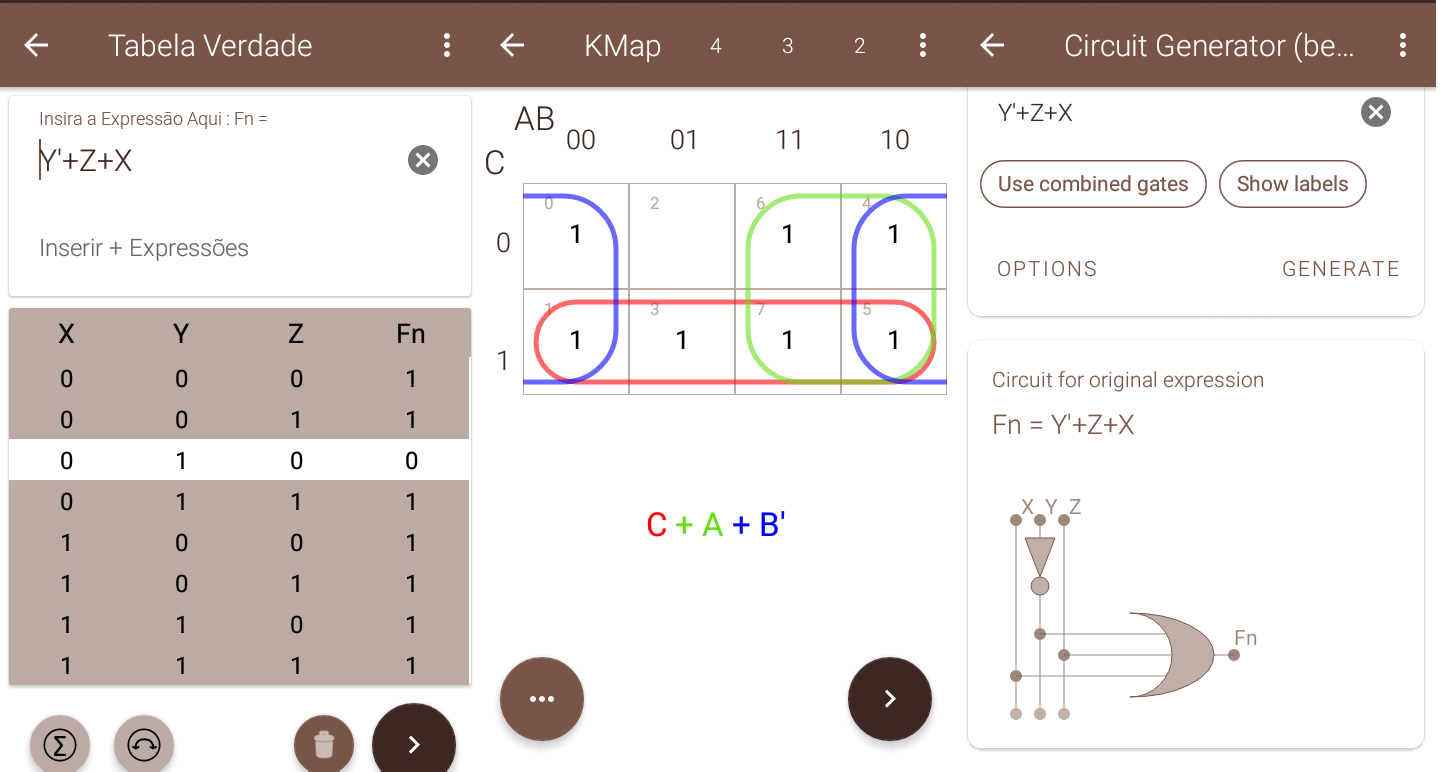 Tabela Verdade
Insira a Expressão Aqui : Fn =
Y'+Z+X
Inserir + Expressões
X Y Z Fn
0 0 0 1
0 0 1 1
0 1 0 0
0 1 1 1
1 0 0 1
1 0 1 1
1 1 0 1
1 1 1 1
Σ
KMap 4 3 2
AB
00 01 11 10
C
0 2 6 4
0 1 1 1
1 3 7 5
1 1 1 1 1
C + A + B'
Circuit Generator (be...
Y'+Z+X
Use combined gates Show labels
OPTIONS GENERATE
Circuit for original expression
Fn = Y'+Z+X
X Y Z
Fn